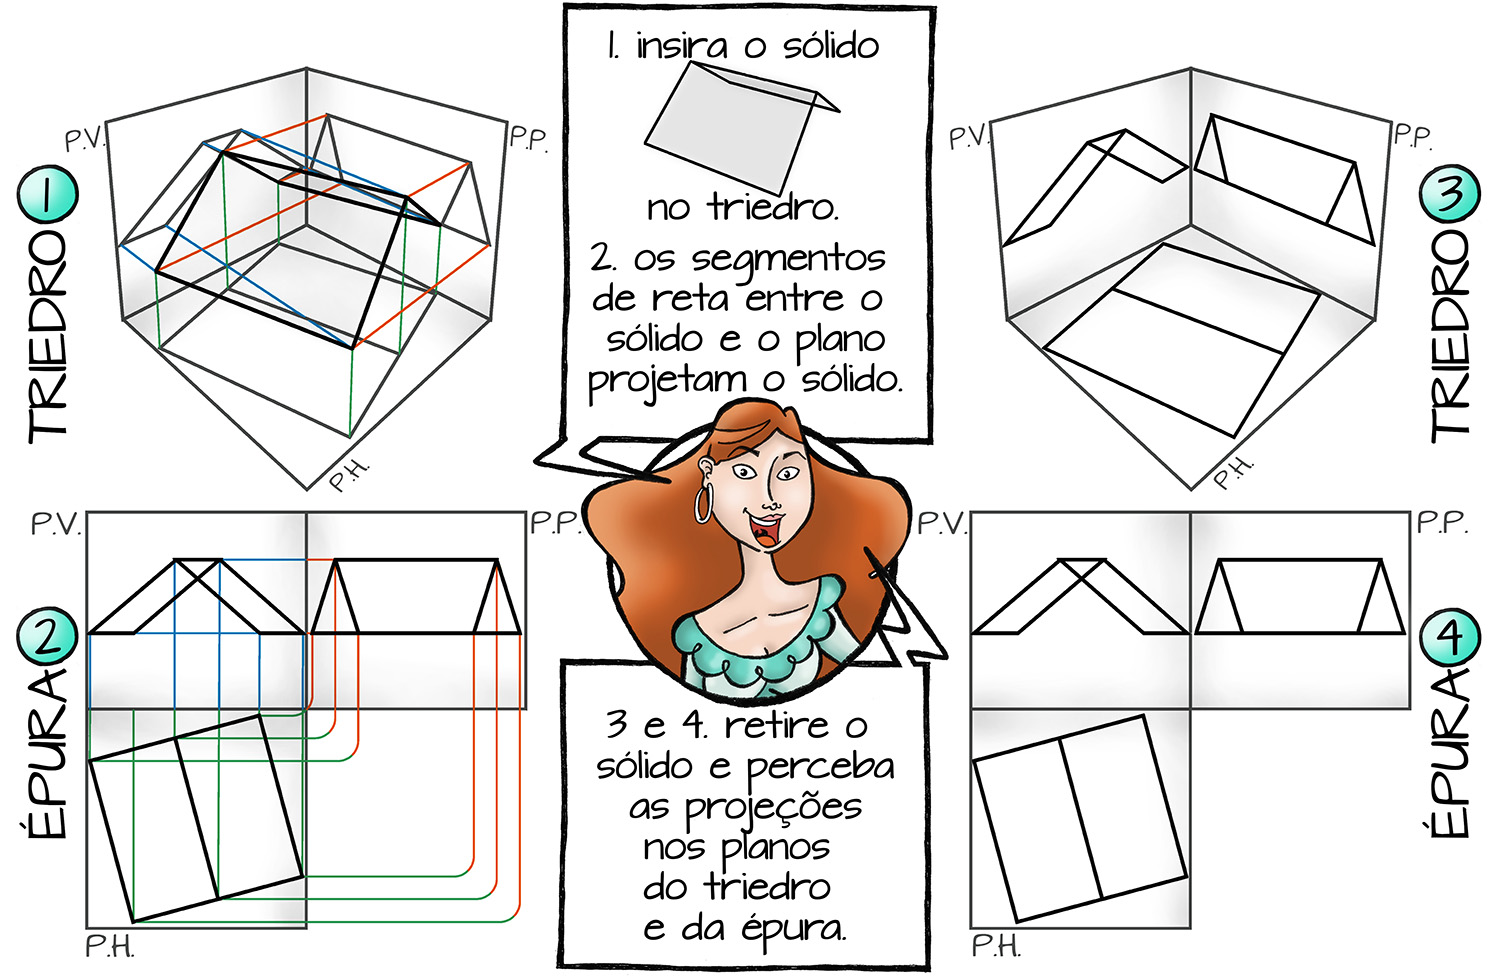 1. insira o sólido
no triedro.
2. os segmentos
de reta entre o
sólido e o plano
projetam o sólido.
P.V.
P.P.
TRIEDRO 1
P.H.
P.V.
P.P.
TRIEDRO 3
P.H.
P.V.
P.P.
ÉPURA 2
P.H.
P.V.
P.P.
ÉPURA 4
P.H.
3 e 4. retire o
sólido e perceba
as projeções
nos planos
do triedro
e da épura.